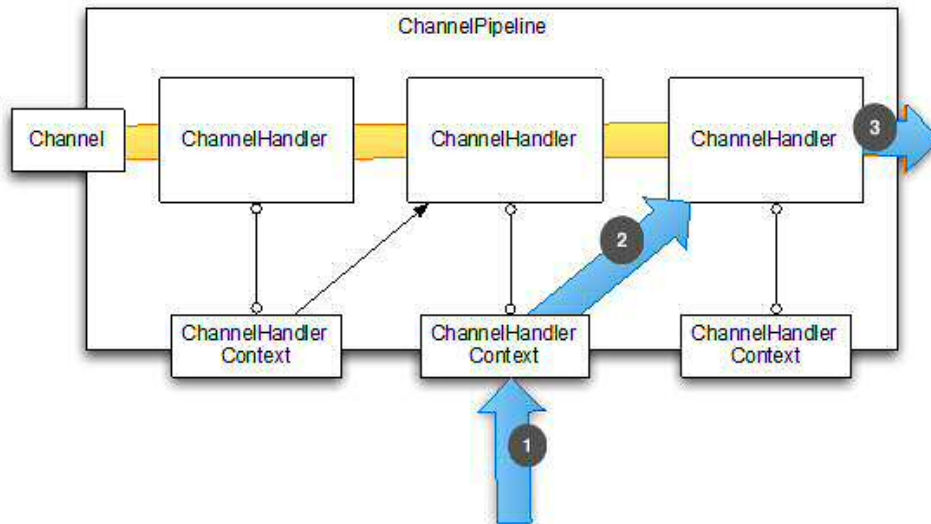 ChannelPipeline
Channel
ChannelHandler
ChannelHandler
ChannelHandler
3
2
ChannelHandler
Context
ChannelHandler
Context
ChannelHandler
Context
1